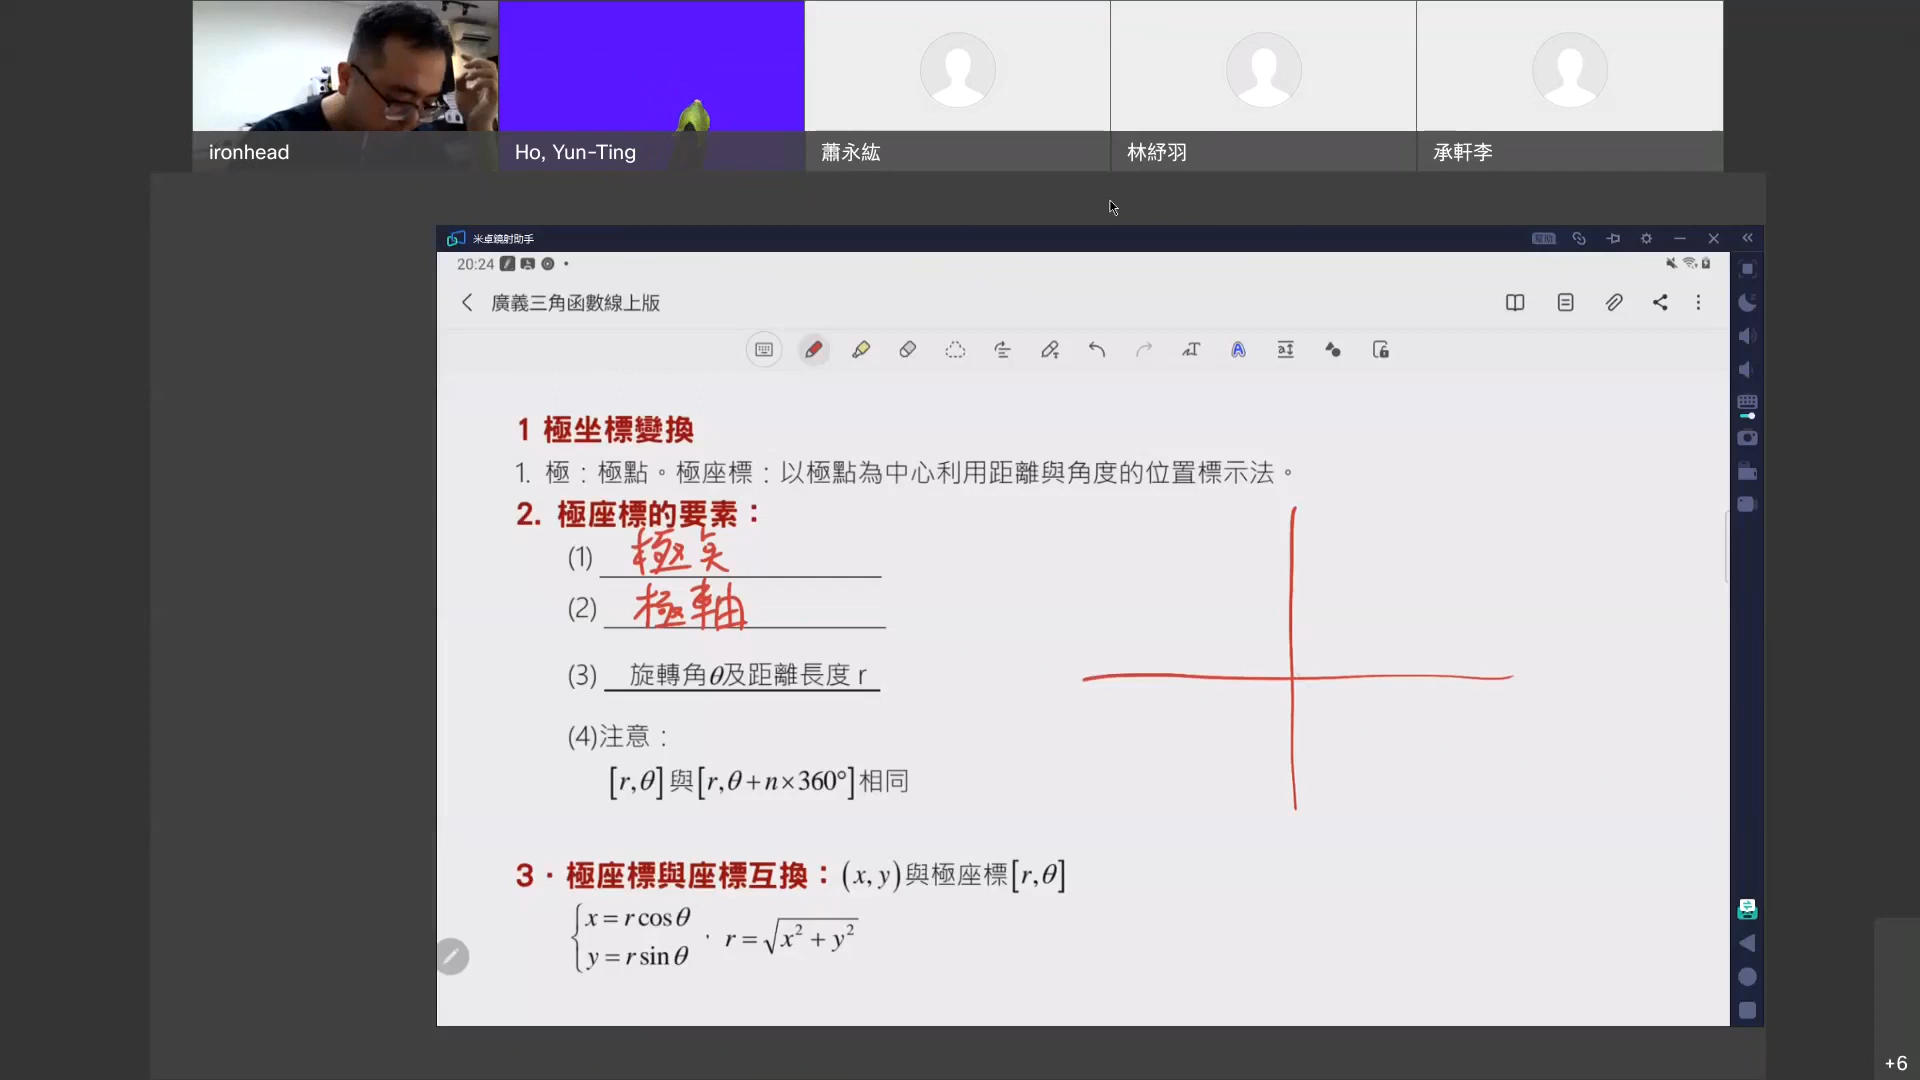 ironhead
Ho, Yun-Ting
蕭永紘
林紓羽
承軒李
米卓鏡射助手
20:24
廣義三角函數線上版
1 極坐標變換
1. 極：極點。極座標：以極點為中心利用距離與角度的位置標示法。
2. 極座標的要素：
(1) 極点
(2) 極軸
(3) 旋轉角θ及距離長度 r
(4)注意：
[r,θ]與[r,θ+n×360°]相同
3．極座標與座標互換：(x,y)與極座標[r,θ]
x=r cosθ
y=r sinθ ， r=√x²+y²
+6